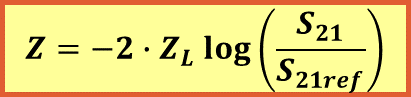 Z = −2 · Z_L log(S_21 / S_21ref)